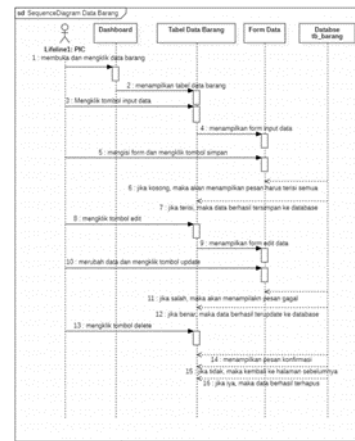 sd SequenceDiagram Data Barang
Dashboard
Tabel Data Barang
Form Data
Databse
tb_barang
Lifeline1: PIC
1 : membuka dan mengklik data barang
2 : menampilkan tabel data barang
3 : Mengklik tombol input data
4 : menampilkan form input data
5 : mengisi form dan mengklik tombol simpan
6 : jika kosong, maka akan menampilkan pesan harus terisi semua
7 : jika terisi, maka data berhasil tersimpan ke database
8 : mengklik tombol edit
9 : menampilkan form edit data
10 : merubah data dan mengklik tombol update
11 : jika salah, maka akan menampilakn pesan gagal
12 : jika benar, maka data berhasil terupdate ke database
13 : mengklik tombol delete
14 : menampilkan pesan konfirmasi
15 : jika tidak, maka kembali ke halaman sebelumnya
16 : jika iya, maka data berhasil terhapus